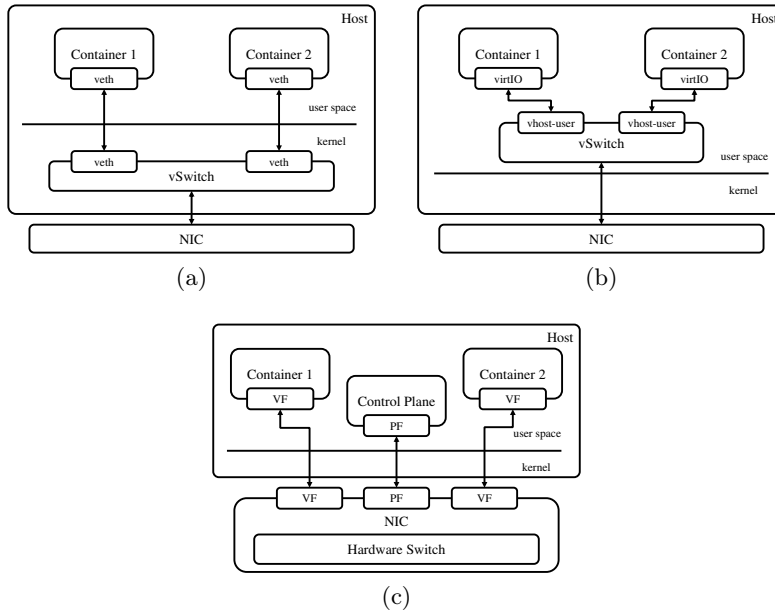 Host
Container 1
Container 2
veth
veth
user space
kernel
veth
veth
vSwitch
NIC
(a)
Host
Container 1
Container 2
virtIO
virtIO
vhost-user
vhost-user
vSwitch
user space
kernel
NIC
(b)
Host
Container 1
Container 2
VF
VF
Control Plane
PF
user space
kernel
VF
PF
VF
NIC
Hardware Switch
(c)